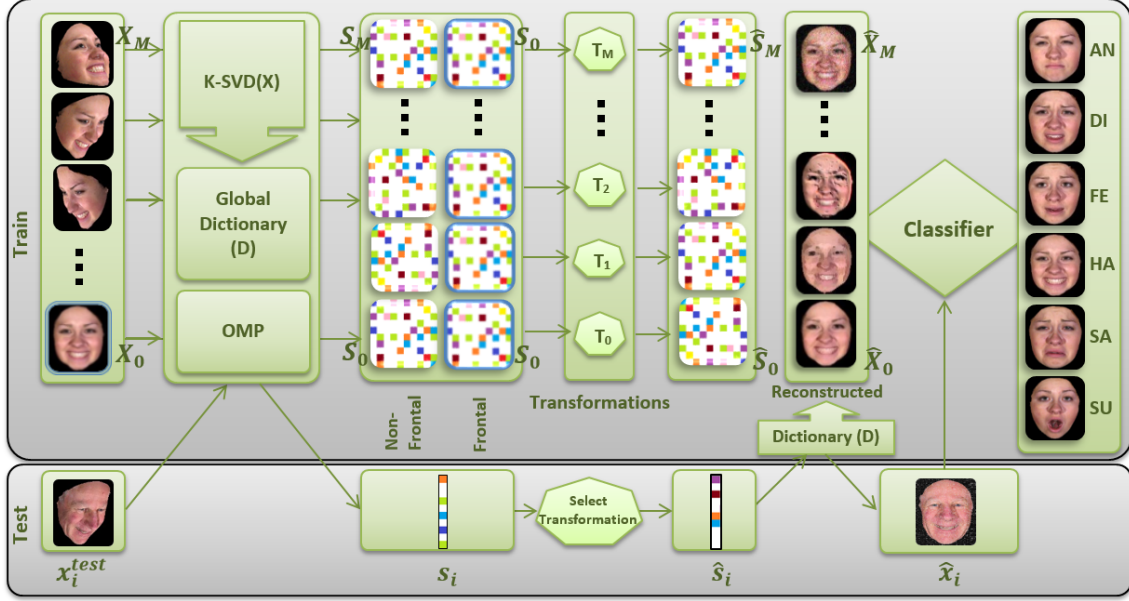 X_M
K-SVD(X)
S_M
S_0
T_M
Ŝ_M
X̂_M
AN
DI
Global
Dictionary
(D)
T_2
FE
Classifier
Train
T_1
HA
OMP
X_0
S_0
S_0
T_0
Ŝ_0
X̂_0
SA
Non-
Frontal
Frontal
Transformations
Reconstructed
Dictionary (D)
SU
Test
Select
Transformation
x_i^test
s_i
ŝ_i
x̂_i